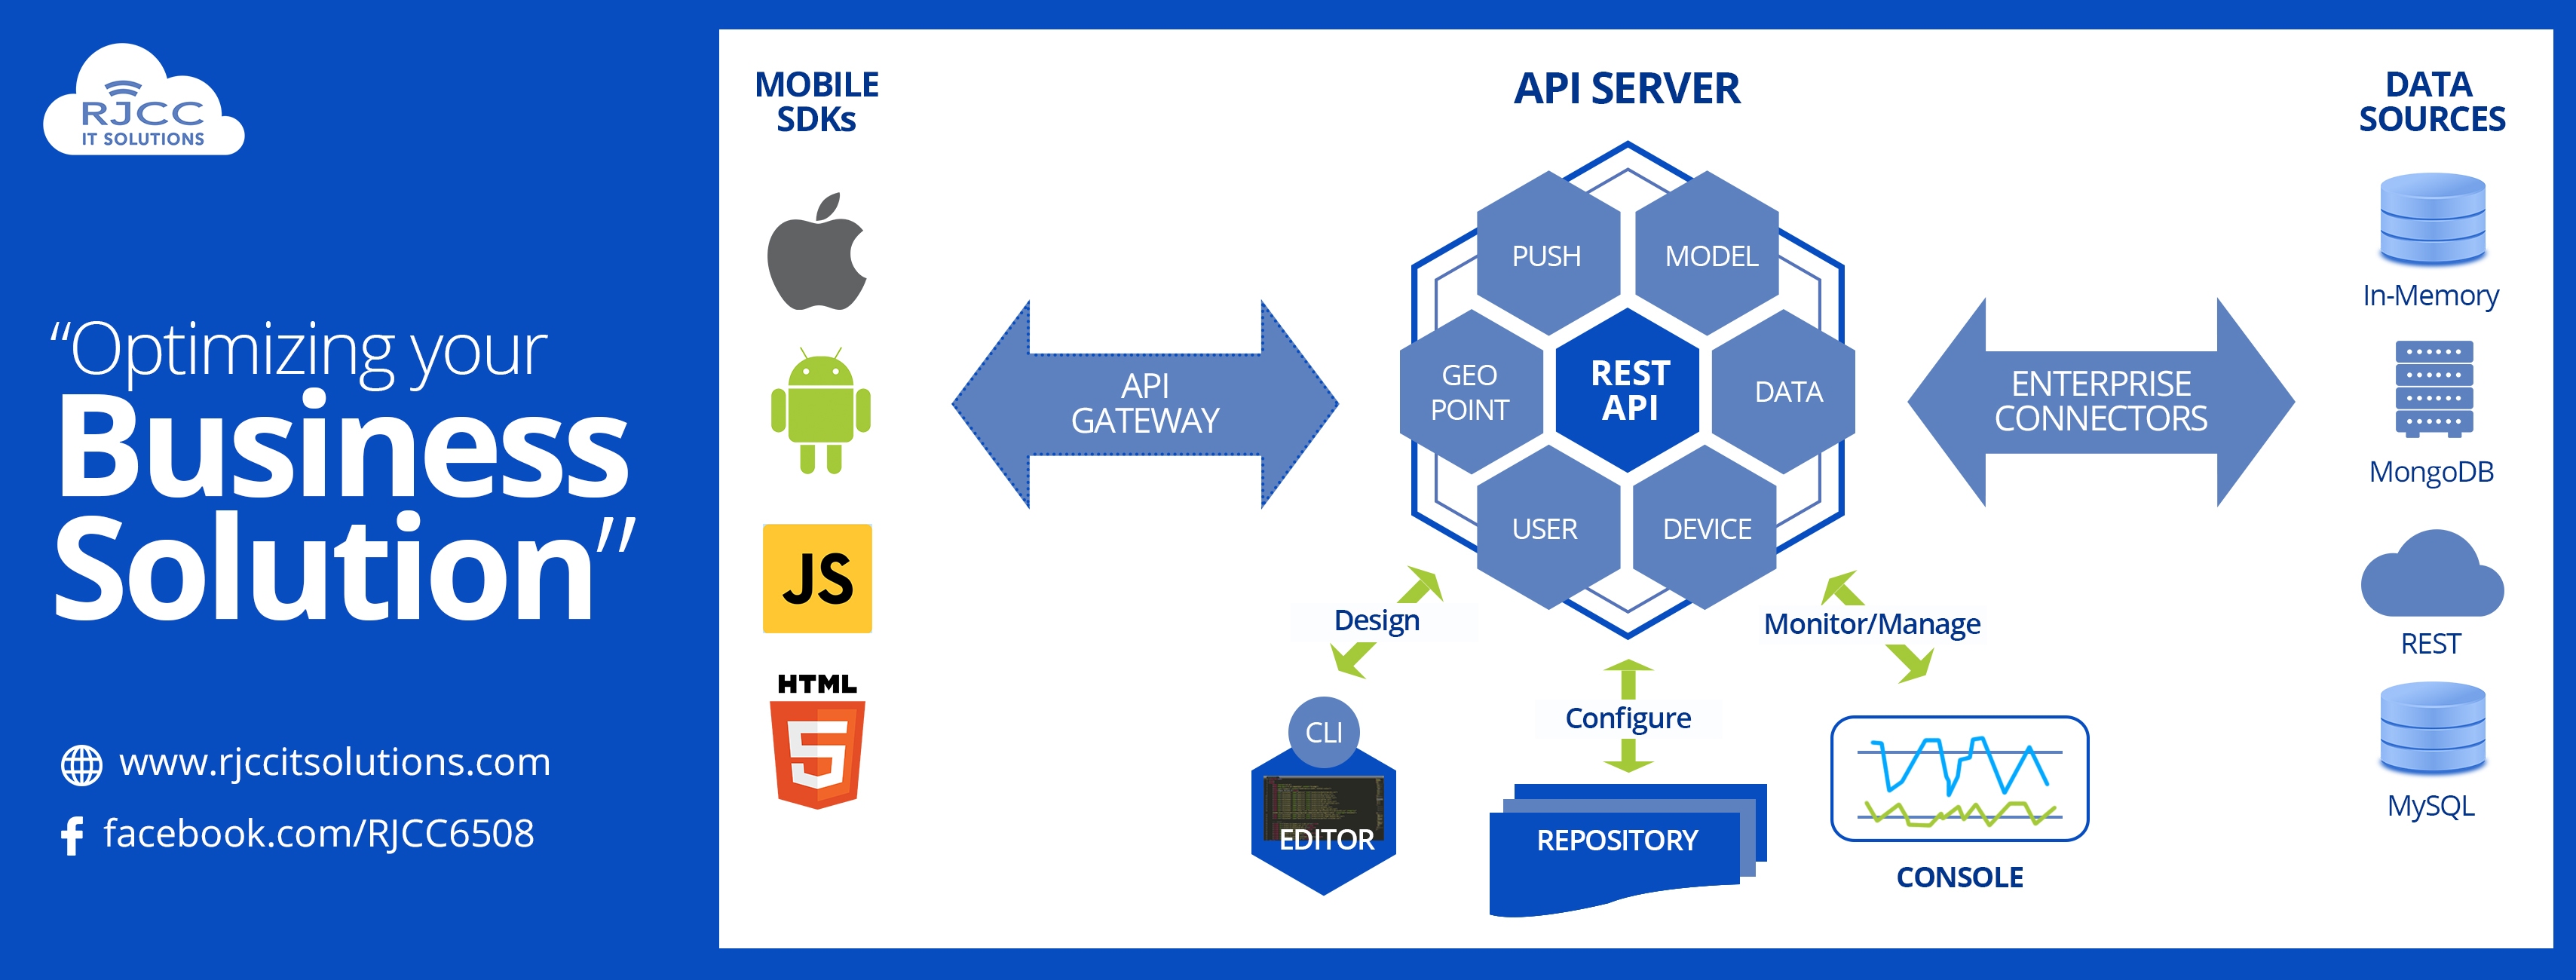 RJCC
IT SOLUTIONS
“Optimizing your
Business
Solution”
www.rjccitsolutions.com
f facebook.com/RJCC6508
MOBILE
SDKs
JS
HTML
5
API
GATEWAY
API SERVER
PUSH
MODEL
GEO
POINT
REST
API
DATA
USER
DEVICE
Design
Monitor/Manage
Configure
CLI
EDITOR
REPOSITORY
CONSOLE
ENTERPRISE
CONNECTORS
DATA
SOURCES
In-Memory
MongoDB
REST
MySQL